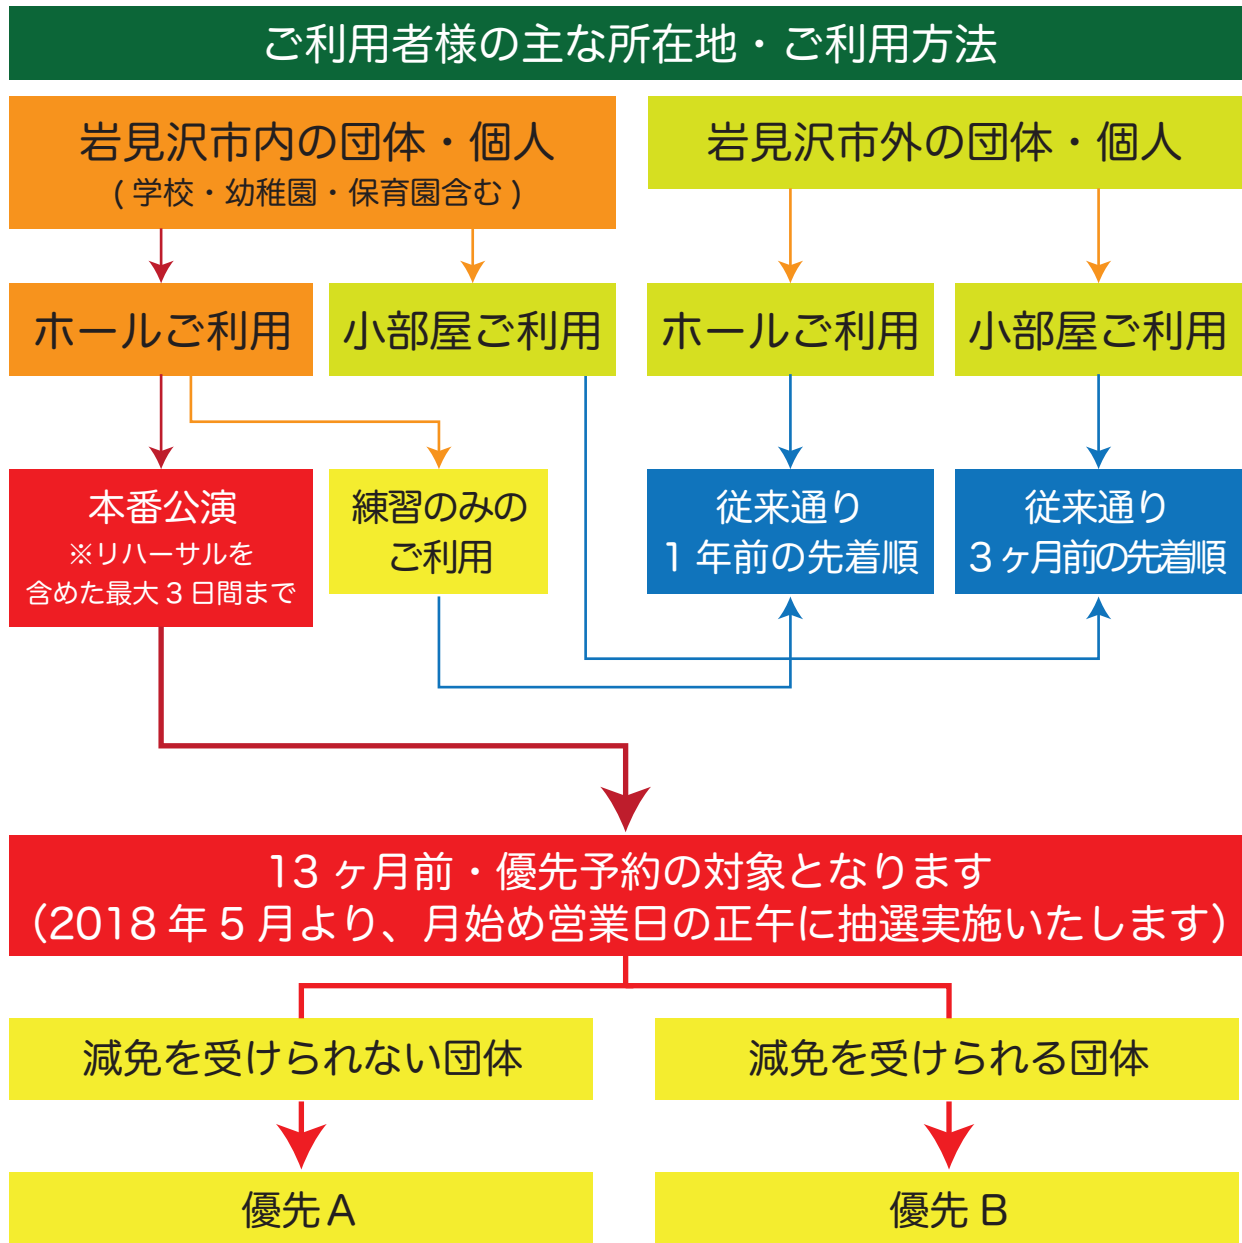 ご利用者様の主な所在地・ご利用方法
岩見沢市内の団体・個人
(学校・幼稚園・保育園含む)
岩見沢市外の団体・個人
ホールご利用
小部屋ご利用
ホールご利用
小部屋ご利用
本番公演
※リハーサルを
含めた最大3日間まで
練習のみの
ご利用
従来通り
1年前の先着順
従来通り
3ヶ月前の先着順
13ヶ月前・優先予約の対象となります
（2018年5月より、月始め営業日の正午に抽選実施いたします）
減免を受けられない団体
減免を受けられる団体
優先A
優先B